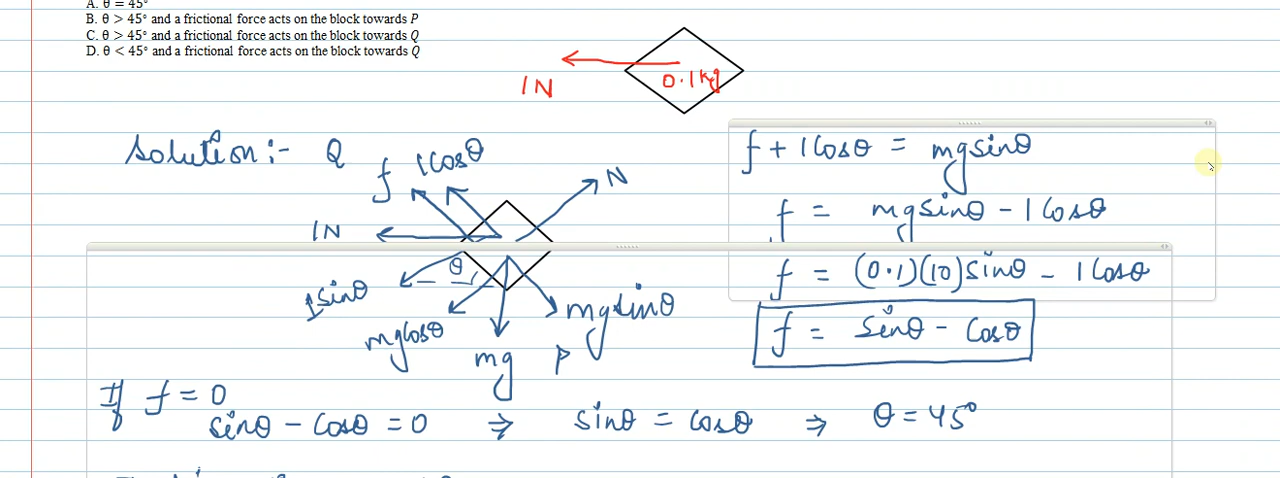 A. θ = 45°
B. θ > 45° and a frictional force acts on the block towards P
C. θ > 45° and a frictional force acts on the block towards Q
D. θ < 45° and a frictional force acts on the block towards Q
1N
0.1kg
Solution:- Q
f 1cosθ
N
1N
θ
1sinθ
mgcosθ
mg
mgsinθ
P
f + 1cosθ = mgsinθ
f = mgsinθ - 1cosθ
f = (0.1)(10)sinθ - 1cosθ
f = sinθ - cosθ
If f = 0
sinθ - cosθ = 0 ⇒ sinθ = cosθ ⇒ θ = 45°